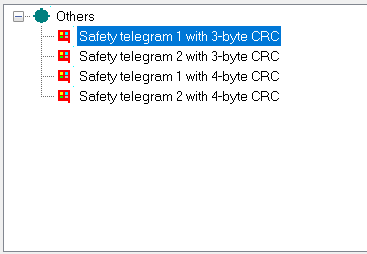 Others
Safety telegram 1 with 3-byte CRC
Safety telegram 2 with 3-byte CRC
Safety telegram 1 with 4-byte CRC
Safety telegram 2 with 4-byte CRC